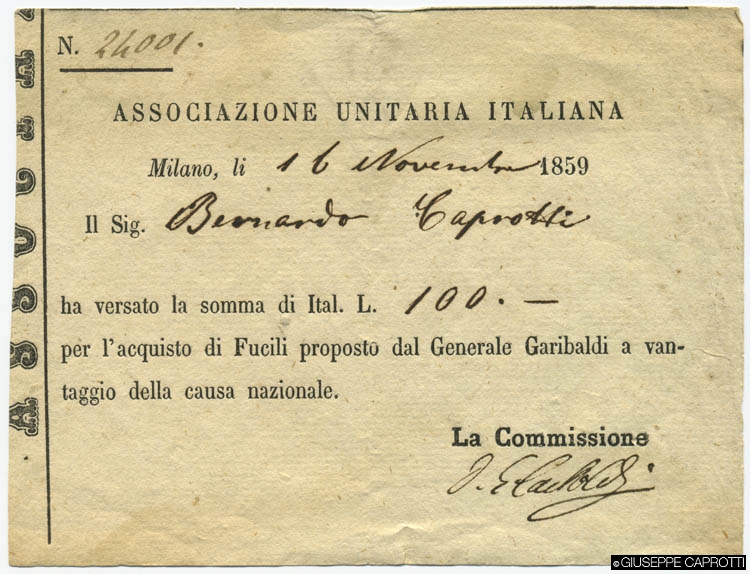 N. 24001.
ASSOCIAZIONE UNITARIA ITALIANA
Milano, li 16 Novembre 1859
Il Sig. Bernardo Caprotti
ha versato la somma di Ital. L. 100. —
per l'acquisto di Fucili proposto dal Generale Garibaldi a van-
taggio della causa nazionale.
La Commissione
©GIUSEPPE CAPROTTI